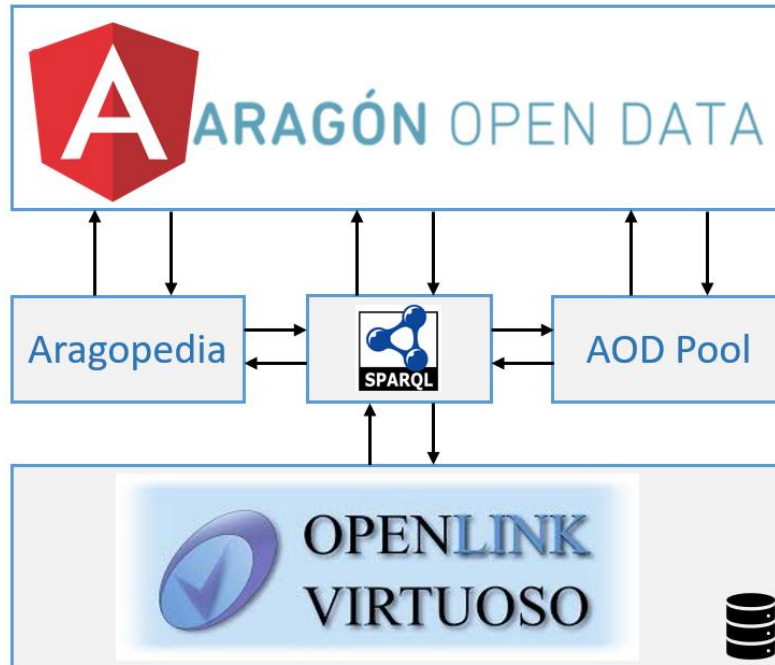 A ARAGÓN OPEN DATA
Aragopedia
SPARQL
AOD Pool
OPENLINK
VIRTUOSO